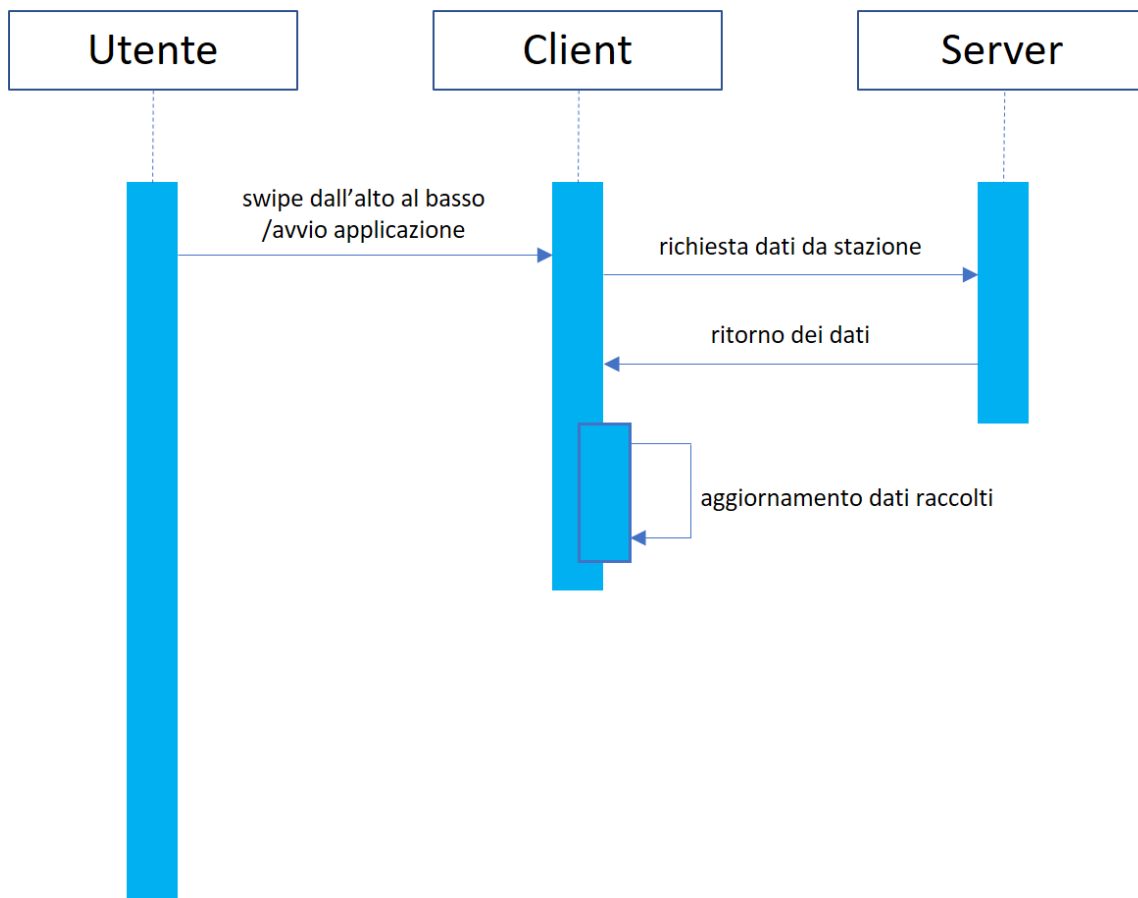 Utente
Client
Server
swipe dall'alto al basso
/avvio applicazione
richiesta dati da stazione
ritorno dei dati
aggiornamento dati raccolti